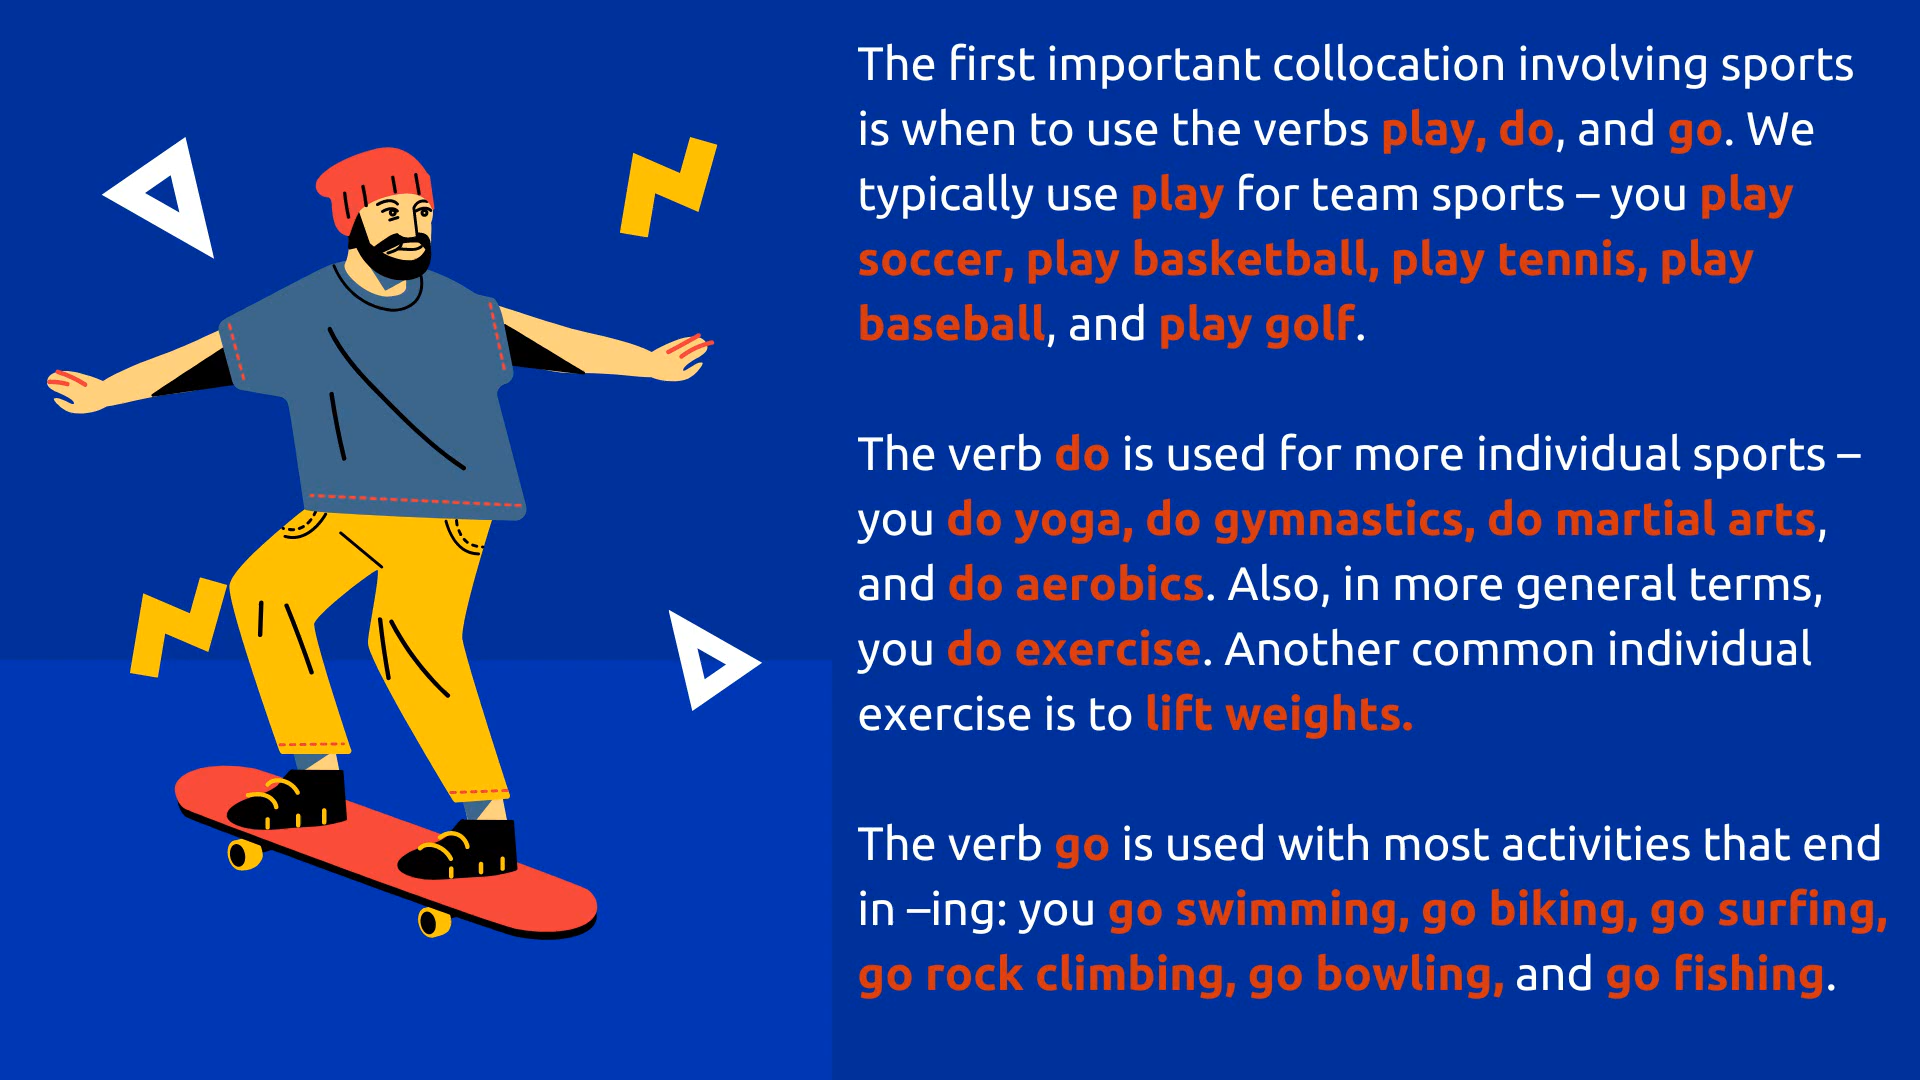 The first important collocation involving sports
is when to use the verbs play, do, and go. We
typically use play for team sports – you play
soccer, play basketball, play tennis, play
baseball, and play golf.
The verb do is used for more individual sports –
you do yoga, do gymnastics, do martial arts,
and do aerobics. Also, in more general terms,
you do exercise. Another common individual
exercise is to lift weights.
The verb go is used with most activities that end
in –ing: you go swimming, go biking, go surfing,
go rock climbing, go bowling, and go fishing.